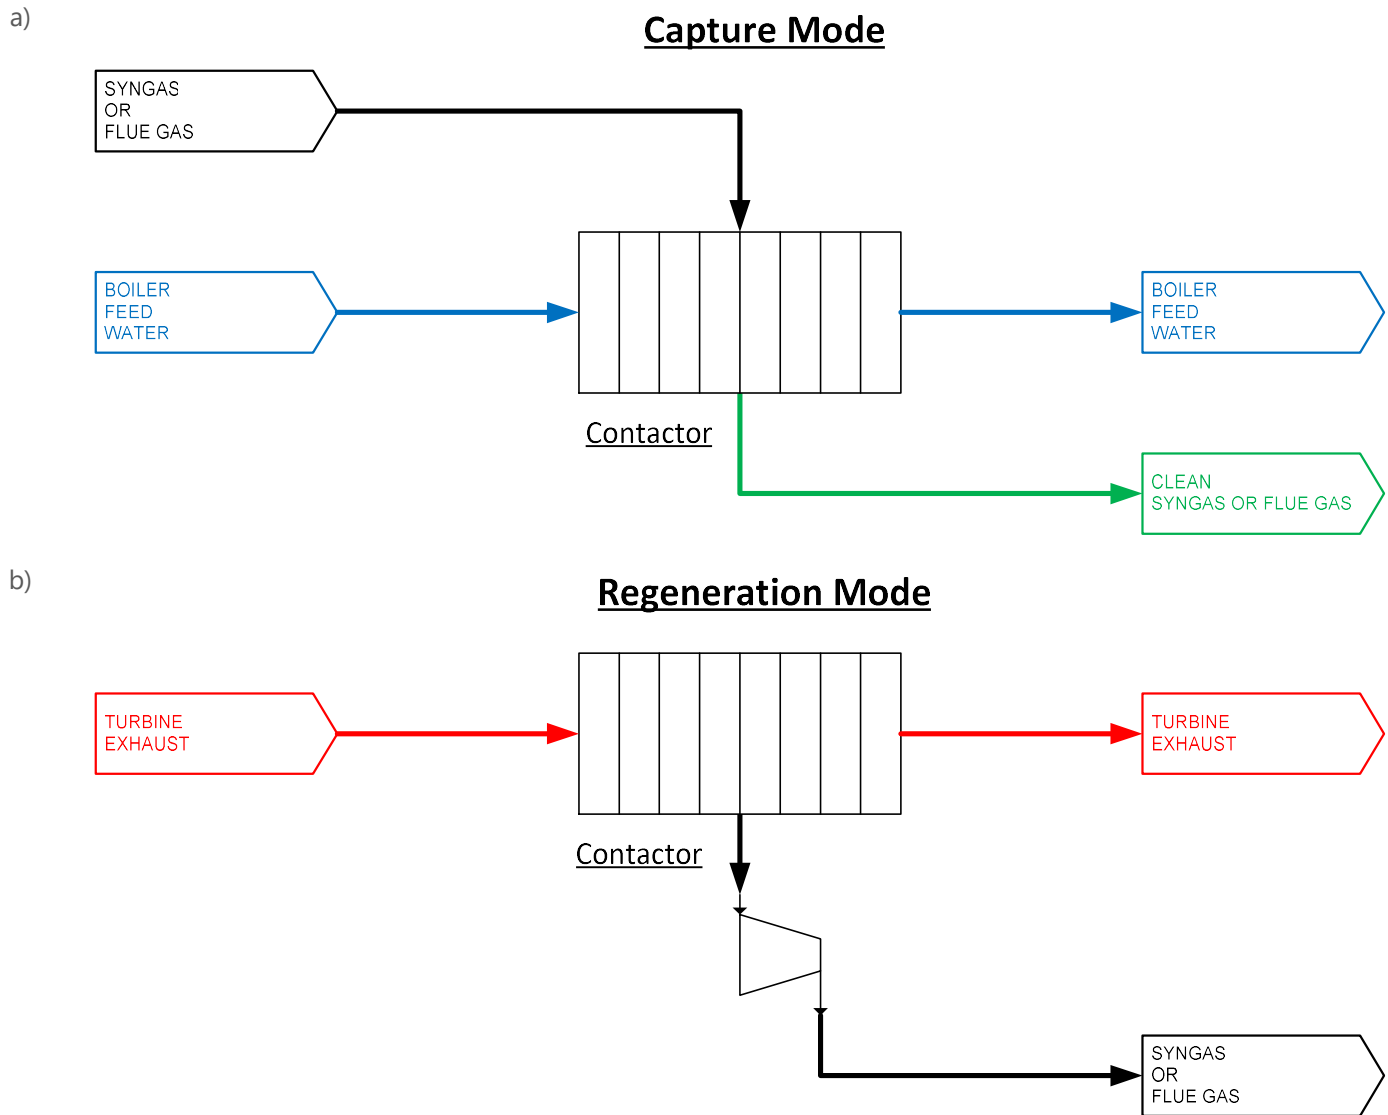 a)
Capture Mode
SYNGAS
OR
FLUE GAS
BOILER
FEED
WATER
BOILER
FEED
WATER
Contactor
CLEAN
SYNGAS OR FLUE GAS
b)
Regeneration Mode
TURBINE
EXHAUST
TURBINE
EXHAUST
Contactor
SYNGAS
OR
FLUE GAS